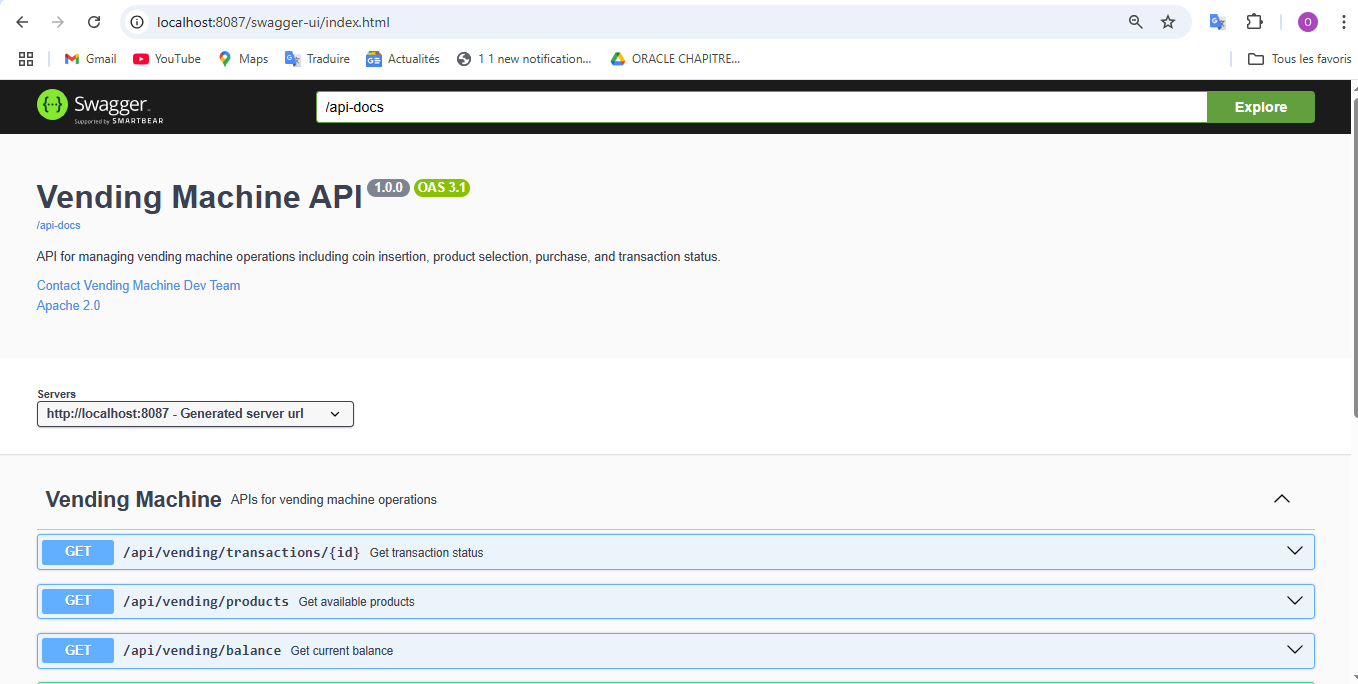 localhost:8087/swagger-ui/index.html
O
Gmail YouTube Maps Traduire Actualités 1 1 new notification... ORACLE CHAPITRE... Tous les favoris
Swagger
Supported by SMARTBEAR
/api-docs
Explore
Vending Machine API 1.0.0 OAS 3.1
/api-docs
API for managing vending machine operations including coin insertion, product selection, purchase, and transaction status.
Contact Vending Machine Dev Team
Apache 2.0
Servers
http://localhost:8087 - Generated server url
Vending Machine APIs for vending machine operations
GET /api/vending/transactions/{id} Get transaction status
GET /api/vending/products Get available products
GET /api/vending/balance Get current balance